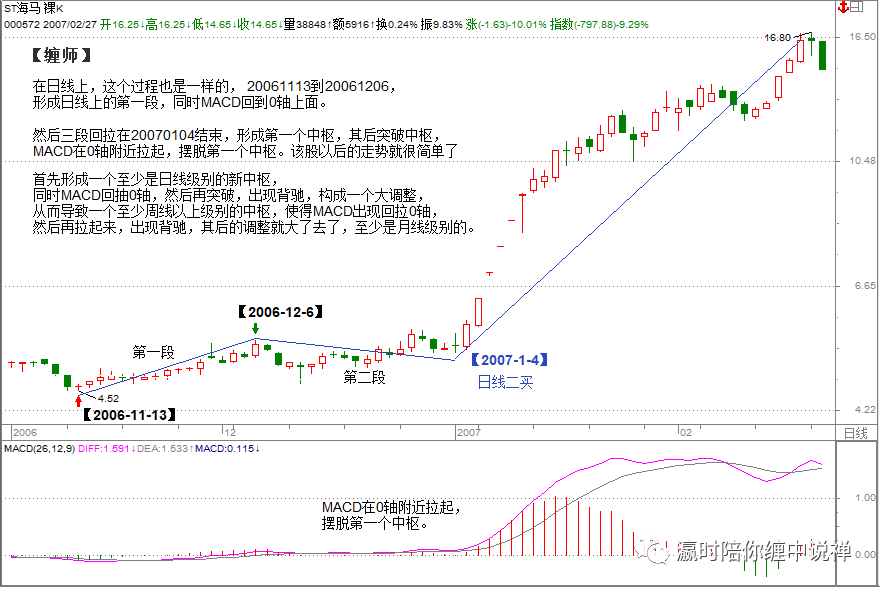 ST海马 裸K
000572 2007/02/27 开16.25↓高16.25↓低14.65↓收14.65↓量38848↑额5916↑换0.24% 振9.83% 涨(-1.63)-10.01% 指数(-797.88)-9.29%
16.80
16.50
【缠师】
在日线上，这个过程也是一样的， 20061113到20061206，
形成日线上的第一段，同时MACD回到0轴上面。
然后三段回拉在20070104结束，形成第一个中枢，其后突破中枢，
MACD在0轴附近拉起，摆脱第一个中枢。该股以后的走势就很简单了
10.48
首先形成一个至少是日线级别的新中枢，
同时MACD回抽0轴，然后再突破，出现背驰，构成一个大调整，
从而导致一个至少周线以上级别的中枢，使得MACD出现回拉0轴，
然后再拉起来，出现背驰，其后的调整就大了去了，至少是月线级别的。
6.65
【2006-12-6】
第一段
第二段
【2007-1-4】
日线二买
4.52
【2006-11-13】
4.22
2006
12
2007
02
日线
MACD(26,12,9) DIFF:1.591↓DEA:1.533↑MACD:0.115↓
1.00
MACD在0轴附近拉起，
摆脱第一个中枢。
0.00
瀛时陪你缠中说禅